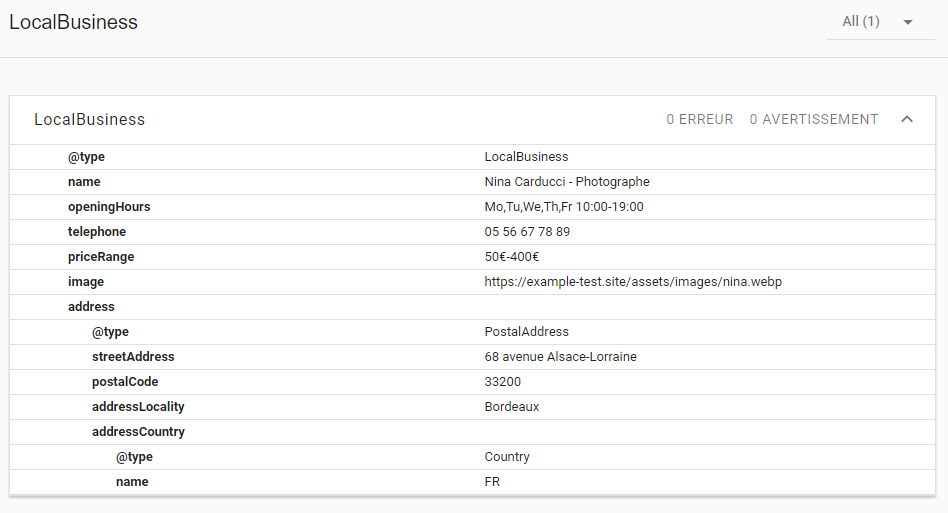 LocalBusiness
All (1)
LocalBusiness
0 ERREUR 0 AVERTISSEMENT
@type LocalBusiness
name Nina Carducci - Photographe
openingHours Mo,Tu,We,Th,Fr 10:00-19:00
telephone 05 56 67 78 89
priceRange 50€-400€
image https://example-test.site/assets/images/nina.webp
address
@type PostalAddress
streetAddress 68 avenue Alsace-Lorraine
postalCode 33200
addressLocality Bordeaux
addressCountry
@type Country
name FR